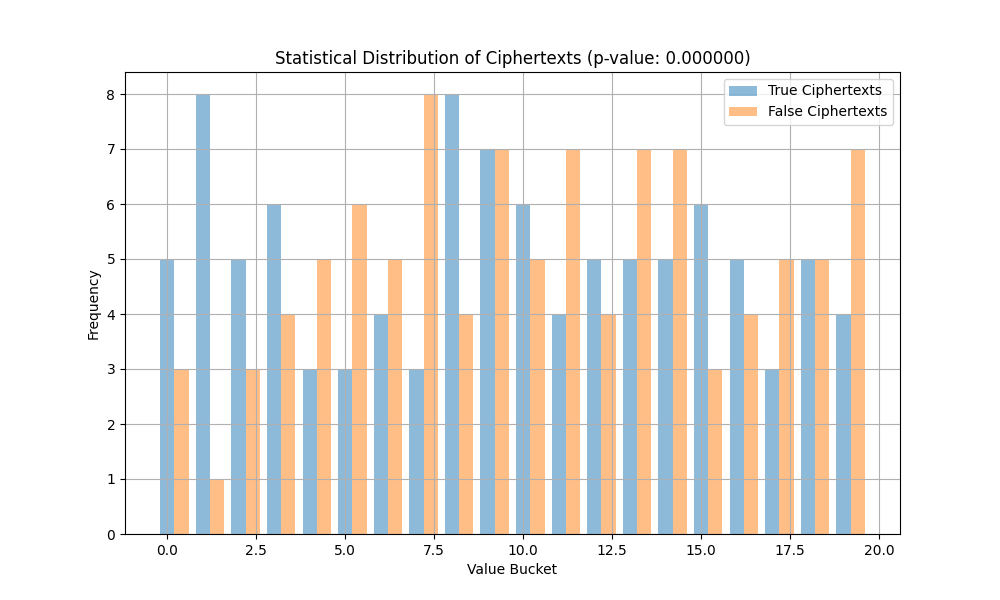 Statistical Distribution of Ciphertexts (p-value: 0.000000)
True Ciphertexts
False Ciphertexts
8
7
6
5
4
3
2
1
0
Frequency
0.0 2.5 5.0 7.5 10.0 12.5 15.0 17.5 20.0
Value Bucket